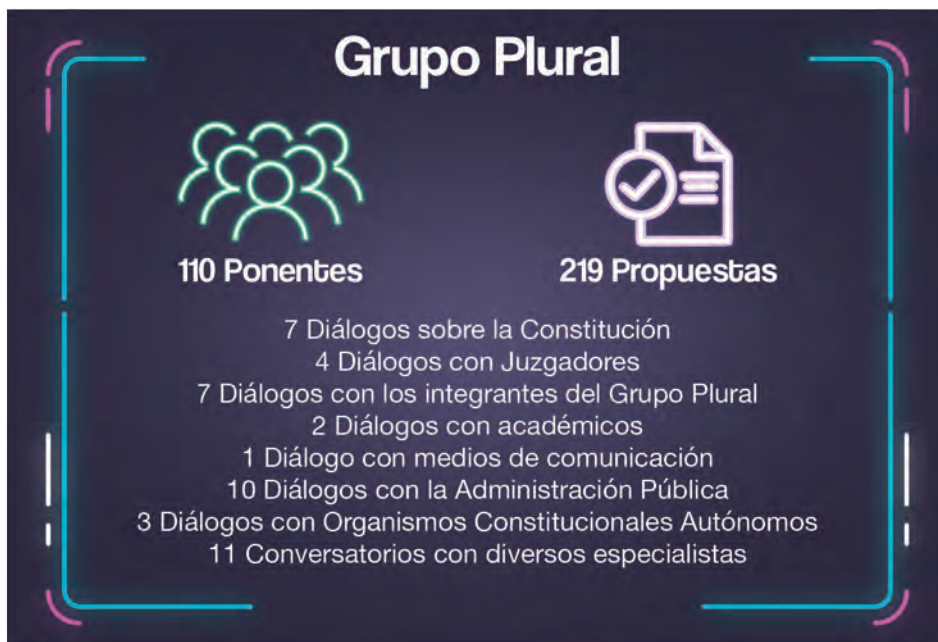 Grupo Plural
110 Ponentes
219 Propuestas
7 Diálogos sobre la Constitución
4 Diálogos con Juzgadores
7 Diálogos con los integrantes del Grupo Plural
2 Diálogos con académicos
1 Diálogo con medios de comunicación
10 Diálogos con la Administración Pública
3 Diálogos con Organismos Constitucionales Autónomos
11 Conversatorios con diversos especialistas